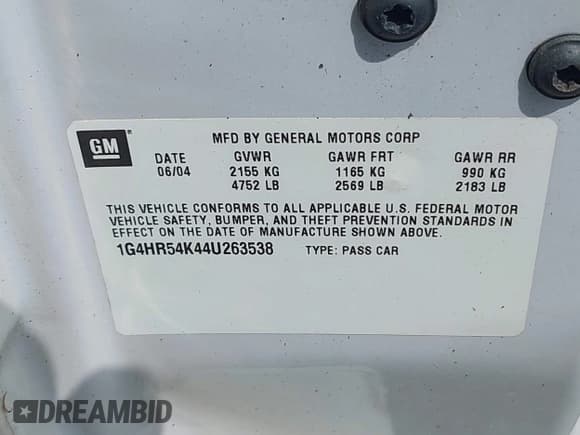 GM
MFD BY GENERAL MOTORS CORP
DATE GVWR GAWR FRT GAWR RR
06/04 2155 KG 1165 KG 990 KG
4752 LB 2569 LB 2183 LB
THIS VEHICLE CONFORMS TO ALL APPLICABLE U.S. FEDERAL MOTOR
VEHICLE SAFETY, BUMPER, AND THEFT PREVENTION STANDARDS IN
EFFECT ON THE DATE OF MANUFACTURE SHOWN ABOVE.
1G4HR54K44U263538 TYPE: PASS CAR
DREAMBID